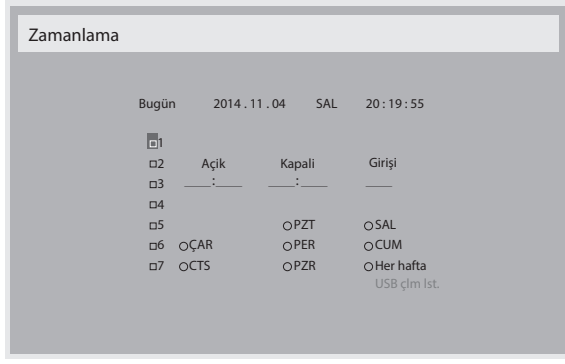 Zamanlama
Bugün 2014 . 11 . 04 SAL 20 : 19 : 55
1
2 Açik Kapali Girişi
3 ____:____ ____:____ ____
4
5 PZT SAL
6 ÇAR PER CUM
7 CTS PZR Her hafta
USB çlm lst.